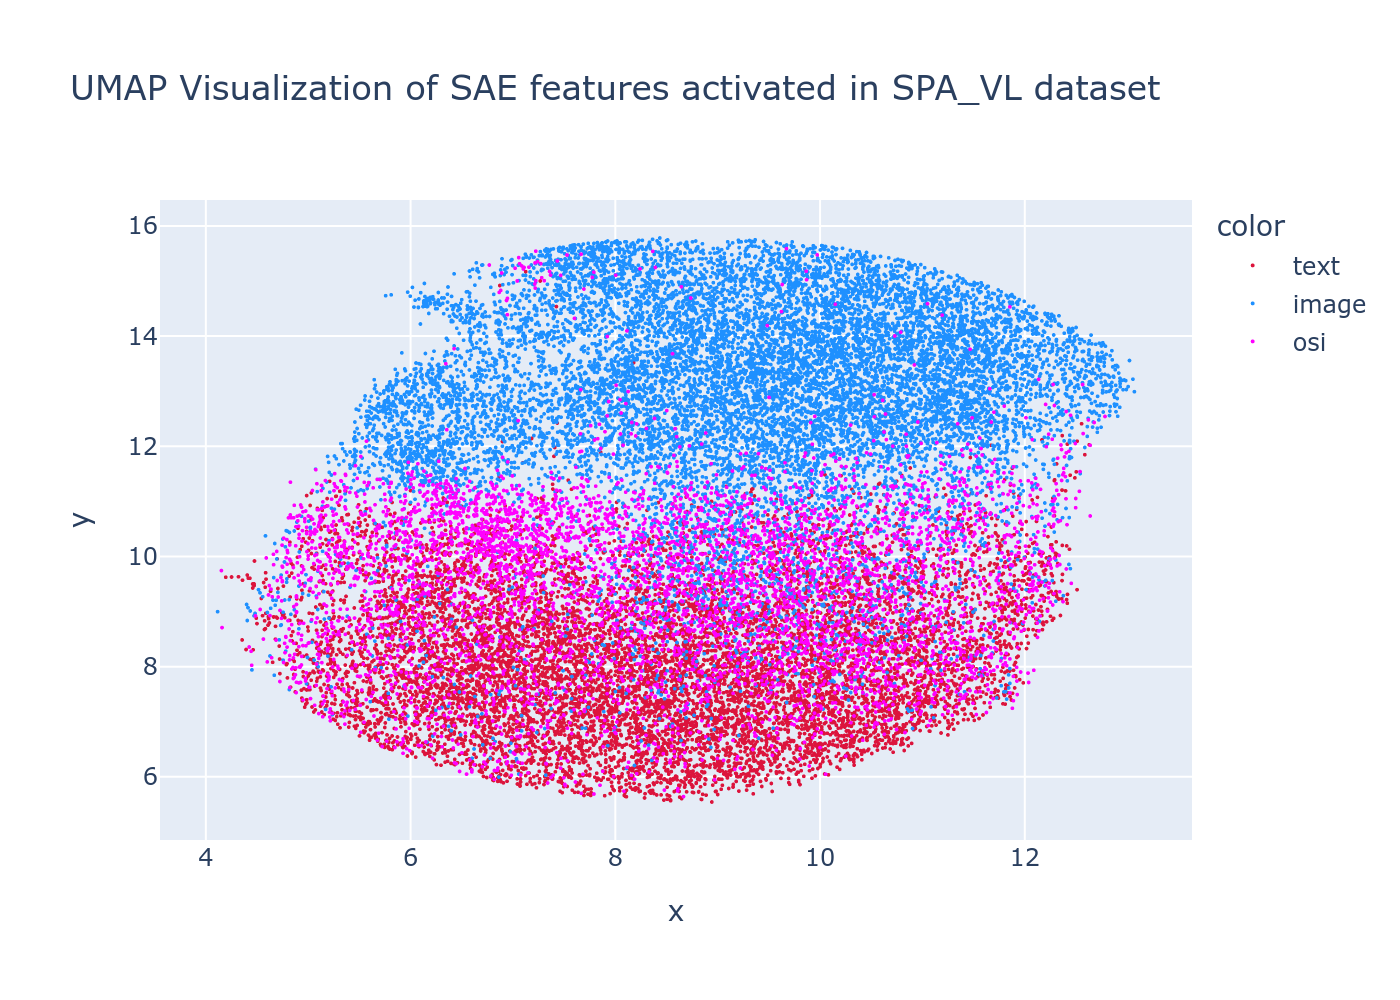 UMAP Visualization of SAE features activated in SPA_VL dataset
16
14
12
10
8
6
y
4 6 8 10 12
x
color
text
image
osi